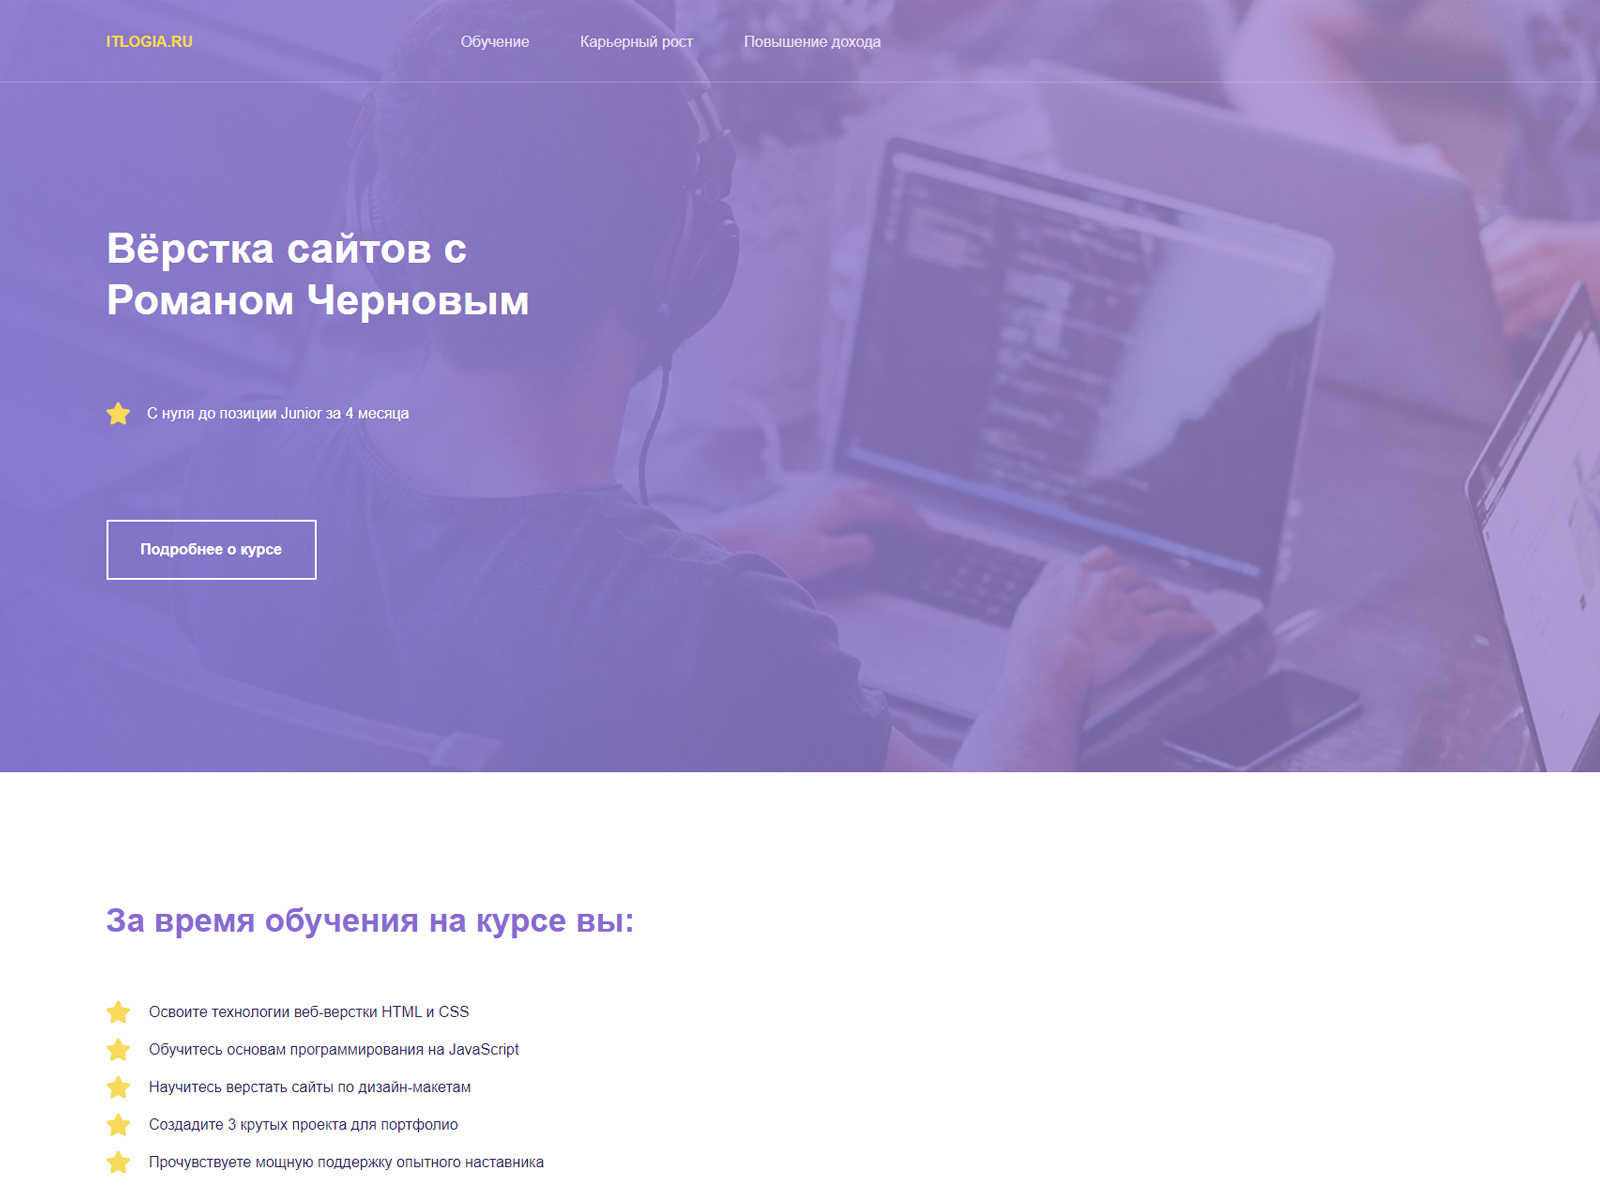 ITLOGIA.RU
Обучение
Карьерный рост
Повышение дохода
Вёрстка сайтов с
Романом Черновым
С нуля до позиции Junior за 4 месяца
Подробнее о курсе
За время обучения на курсе вы:
Освоите технологии веб-верстки HTML и CSS
Обучитесь основам программирования на JavaScript
Научитесь верстать сайты по дизайн-макетам
Создадите 3 крутых проекта для портфолио
Прочувствуете мощную поддержку опытного наставника